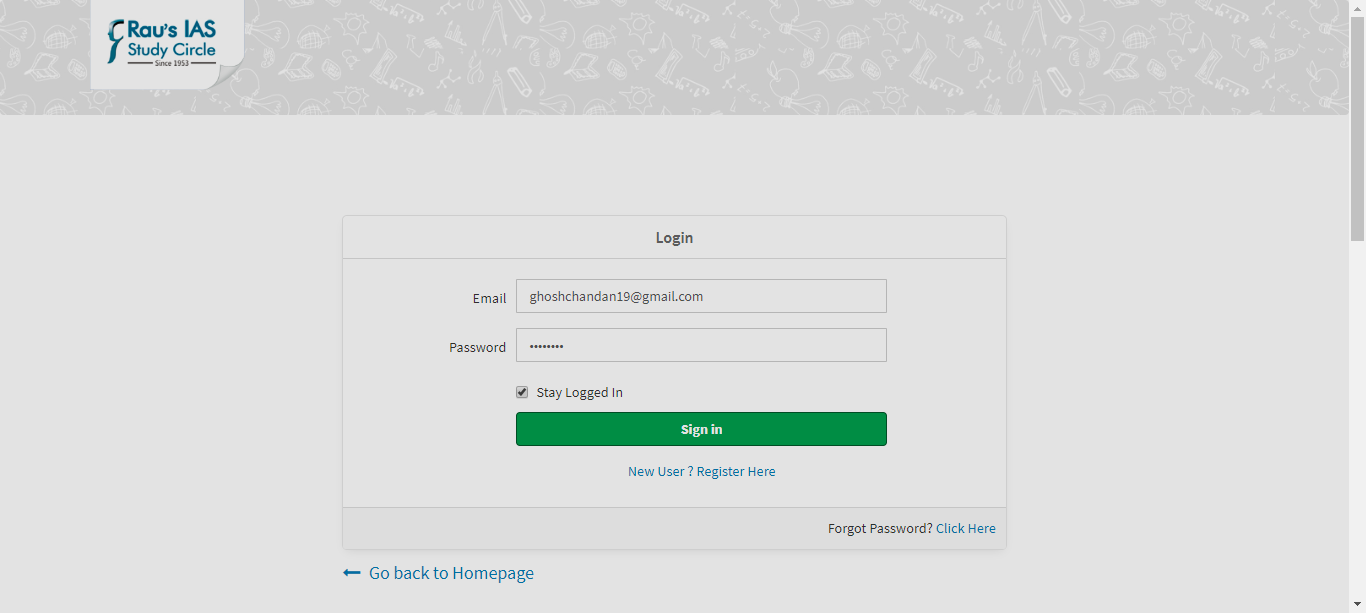 Rau's IAS
Study Circle
Since 1953
Login
Email ghoshchandan19@gmail.com
Password ••••••••
Stay Logged In
Sign in
New User ? Register Here
Forgot Password? Click Here
Go back to Homepage